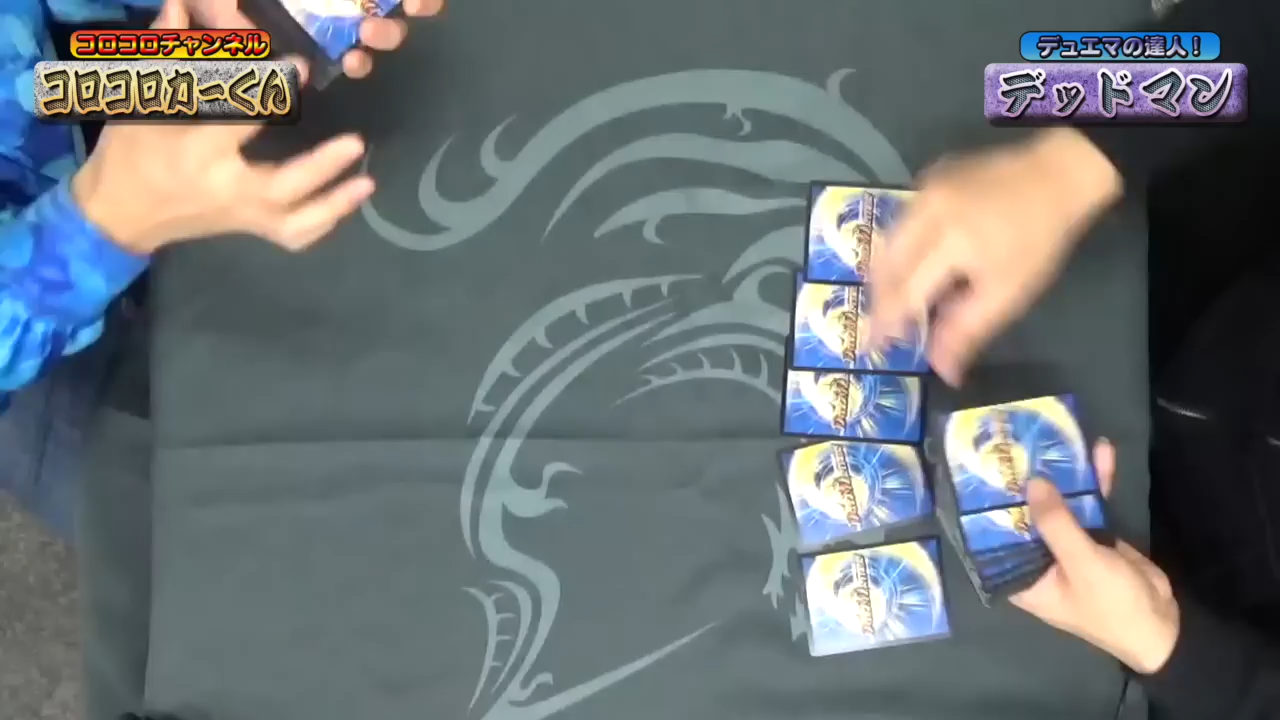 コロコロチャンネル
コロコロカーくん
デュエマの達人！
デッドマン